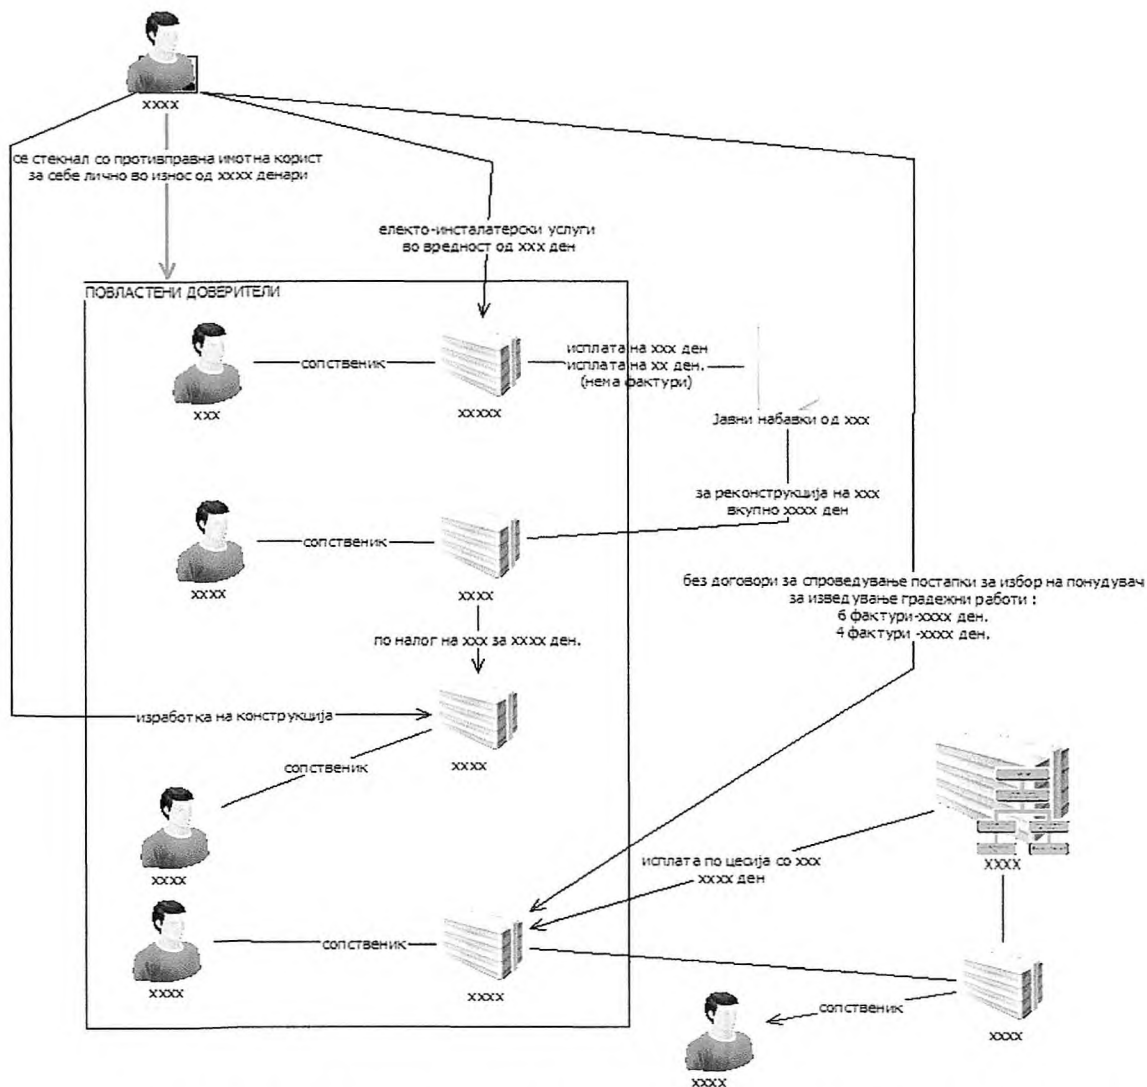 xxxx
се стекнал со противправна имотна корист
за себе лично во износ од xxxx денари
електо-инсталатерски услуги
во вредност од xxx ден
ПОВЛАСТЕНИ ДОВЕРИТЕЛИ
сопственик
xxx
xxxxx
исплата на xxx ден
исплата на xx ден.
(нема фактури)
Јавни набавки од xxx
за реконструкција на xxx
вкупно xxxx ден
сопственик
xxxx
xxxx
без договори за спроведување постапки за избор на понудувач
за изведување градежни работи :
6 фактури-xxxx ден.
4 фактури -xxxx ден.
по налог на xxx за xxxx ден.
изработка на конструкција
xxxx
сопственик
xxxx
исплата по цесија со xxx
xxxx ден
xxxx
сопственик
xxxx
xxxx
сопственик
xxxx
xxxx